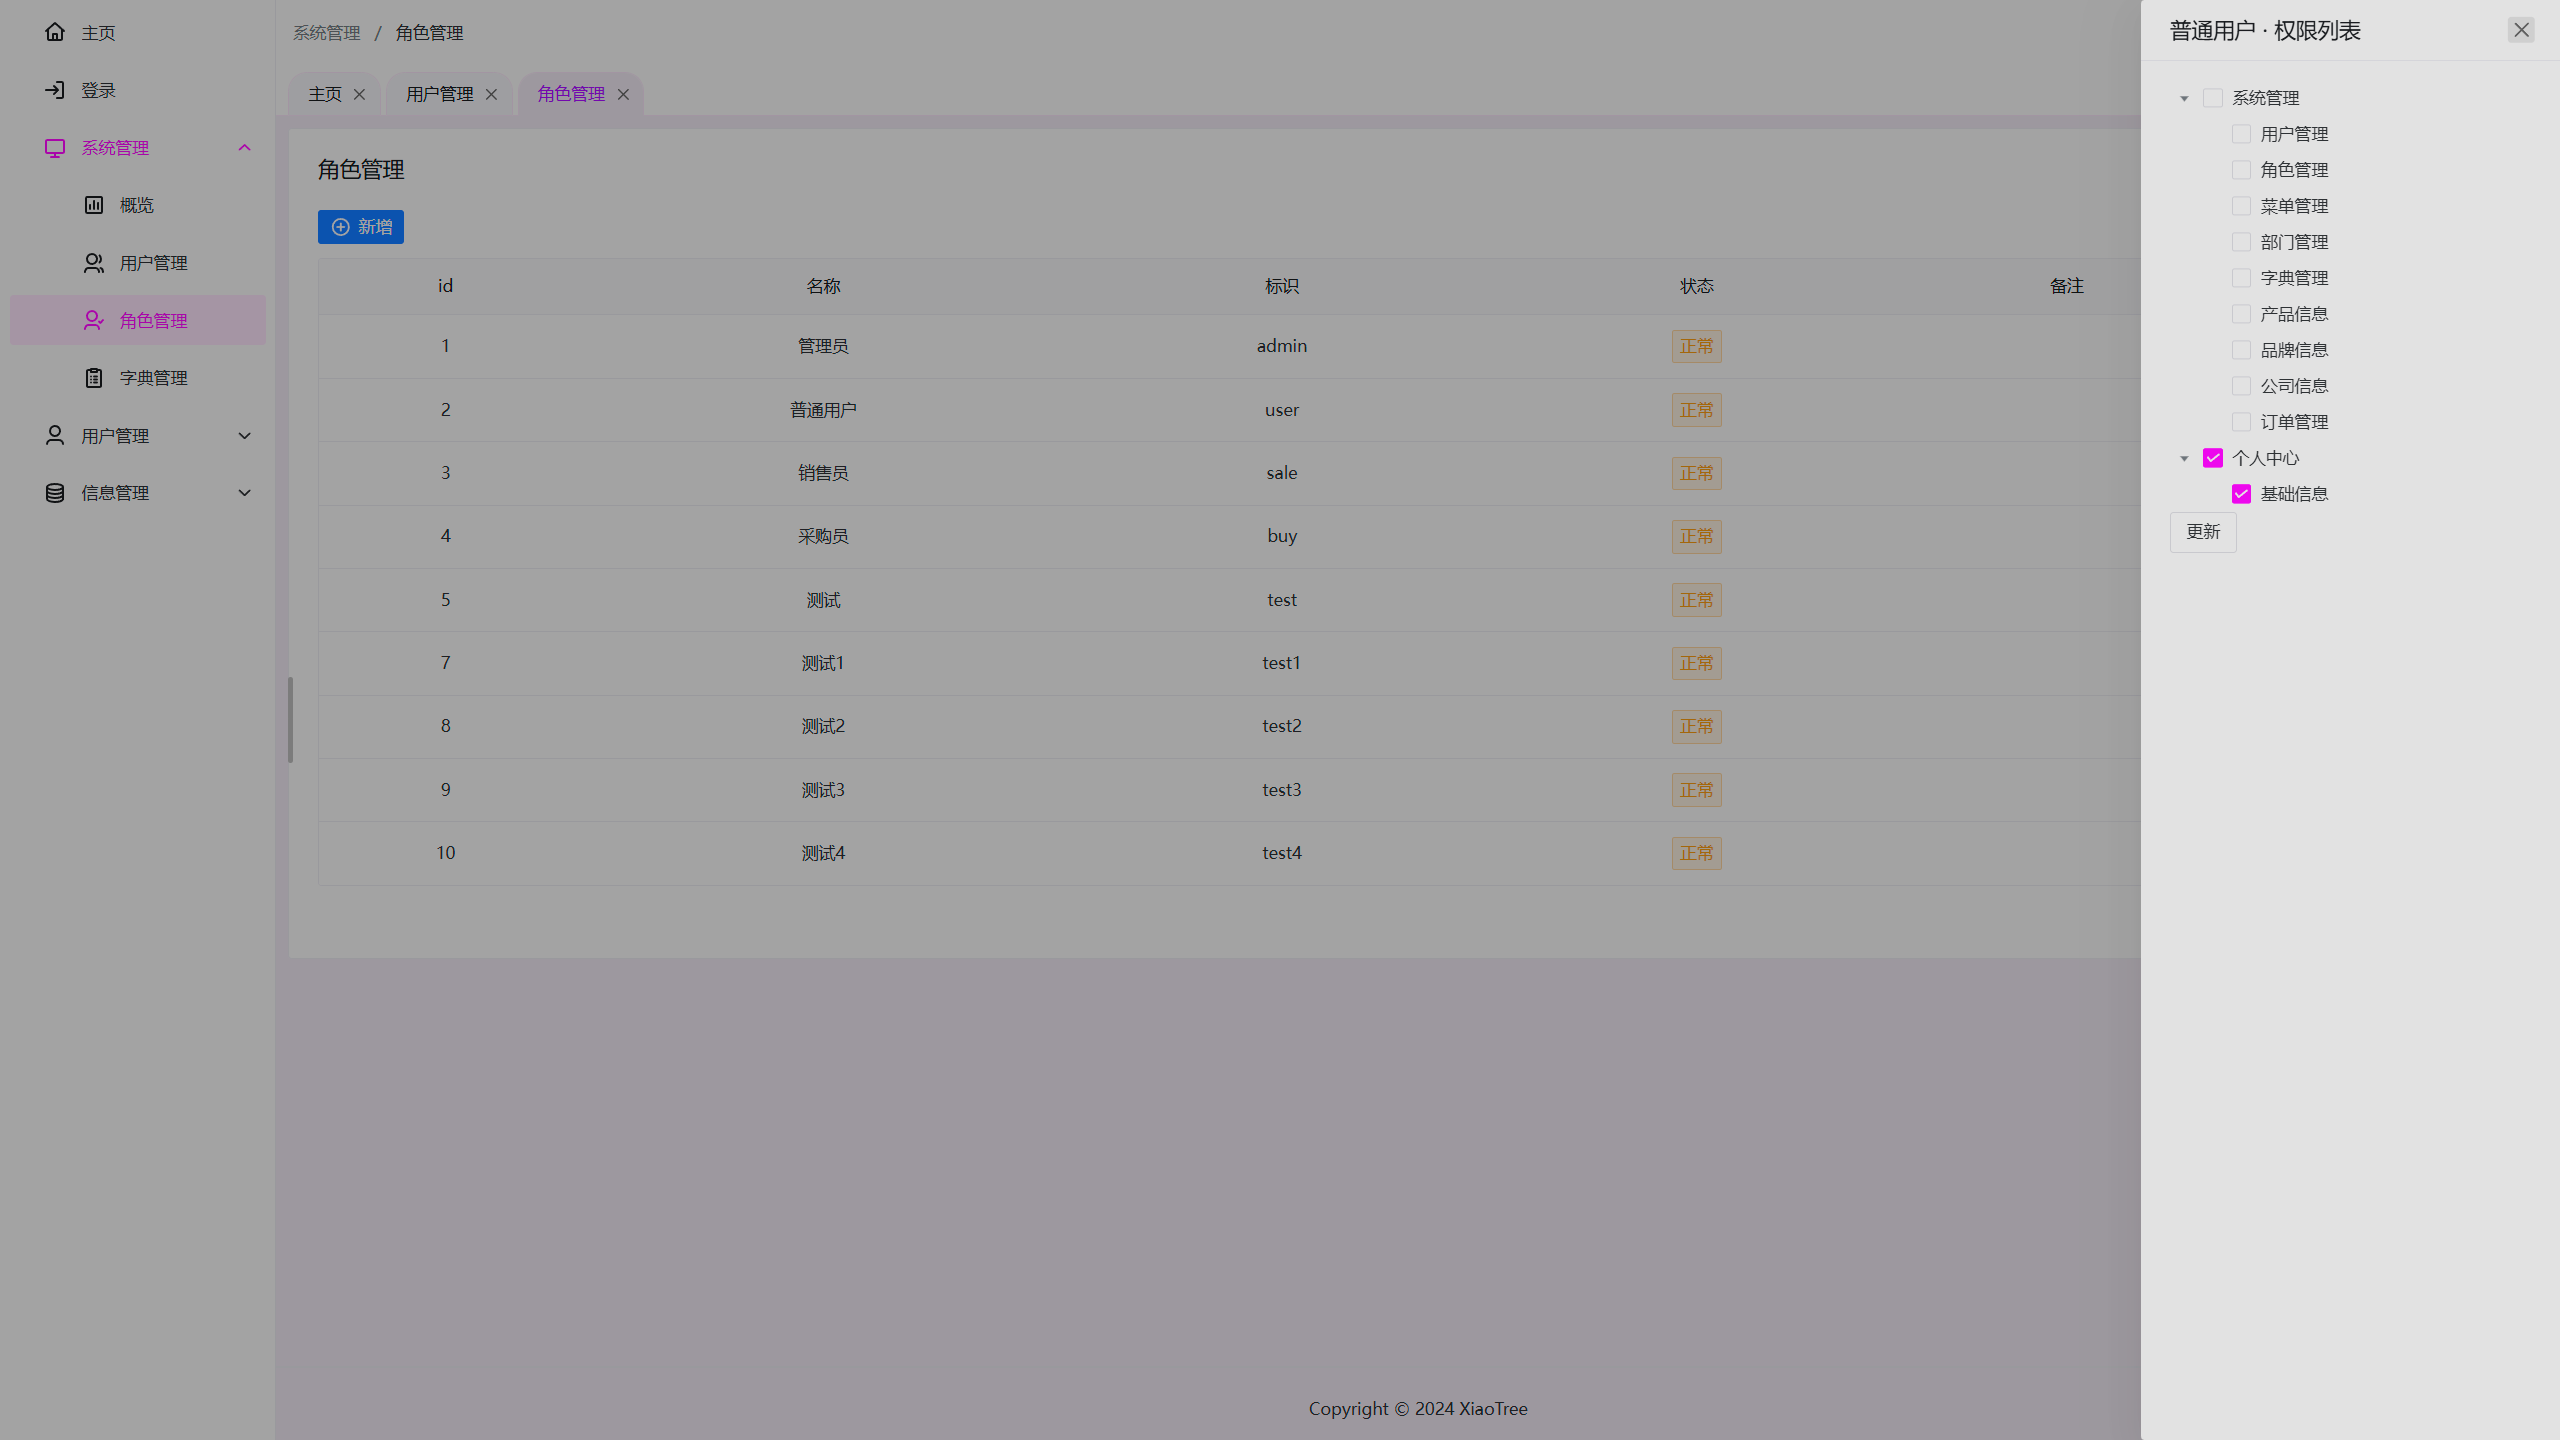 主页
登录
系统管理
概览
用户管理
角色管理
字典管理
用户管理
信息管理
系统管理 / 角色管理
主页 用户管理 角色管理
角色管理
新增
id 名称 标识 状态 备注
1 管理员 admin 正常
2 普通用户 user 正常
3 销售员 sale 正常
4 采购员 buy 正常
5 测试 test 正常
7 测试1 test1 正常
8 测试2 test2 正常
9 测试3 test3 正常
10 测试4 test4 正常
Copyright © 2024 XiaoTree
普通用户 · 权限列表
系统管理
用户管理
角色管理
菜单管理
部门管理
字典管理
产品信息
品牌信息
公司信息
订单管理
个人中心
基础信息
更新